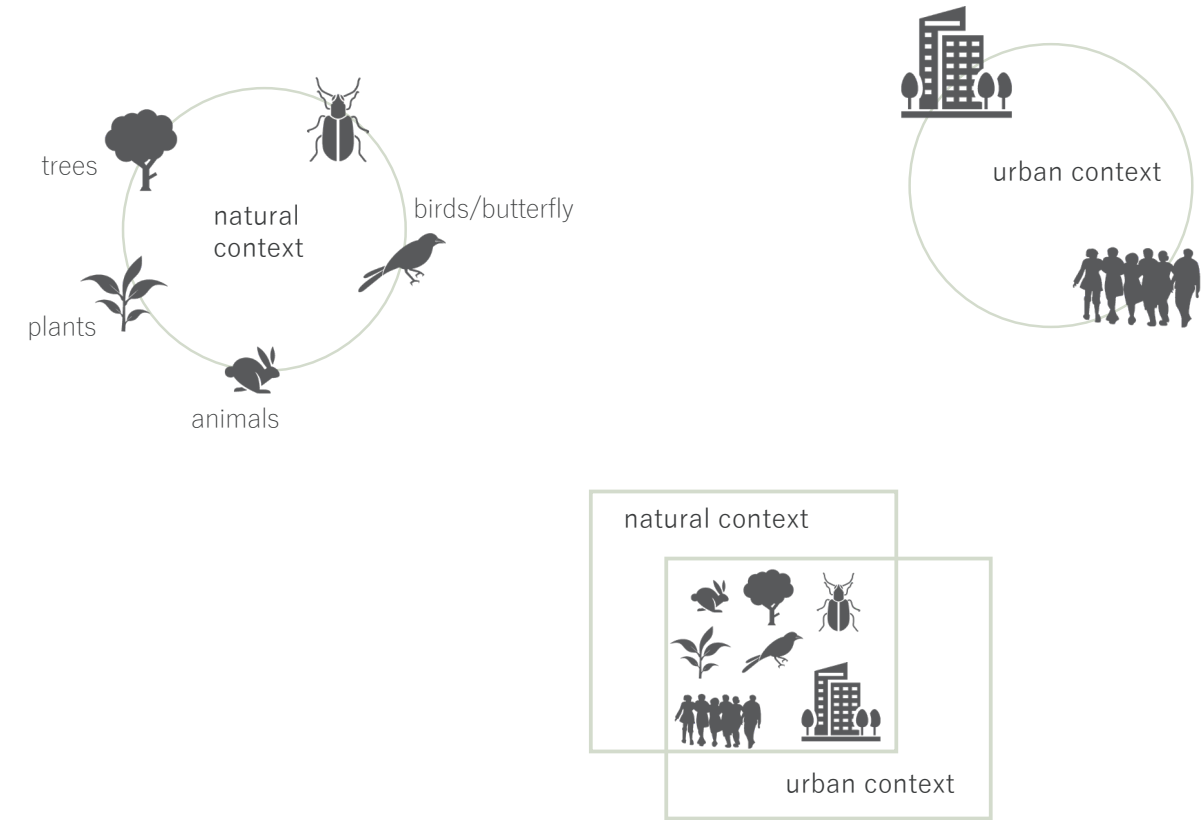 trees
natural
context
birds/butterfly
plants
animals
urban context
natural context
urban context